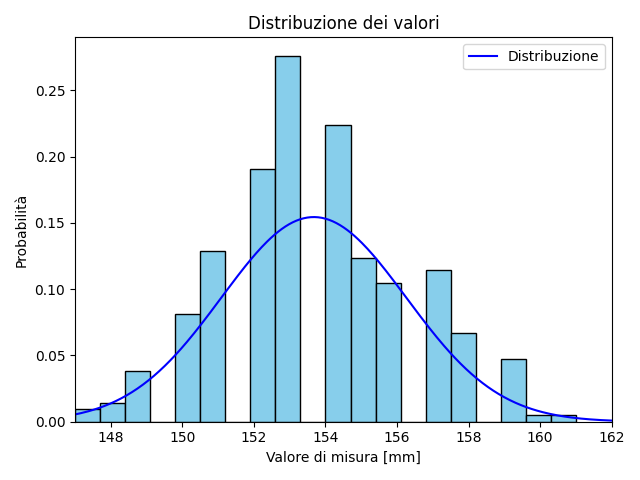 Distribuzione dei valori
Distribuzione
0.25
0.20
0.15
0.10
0.05
0.00
Probabilità
148 150 152 154 156 158 160 162
Valore di misura [mm]